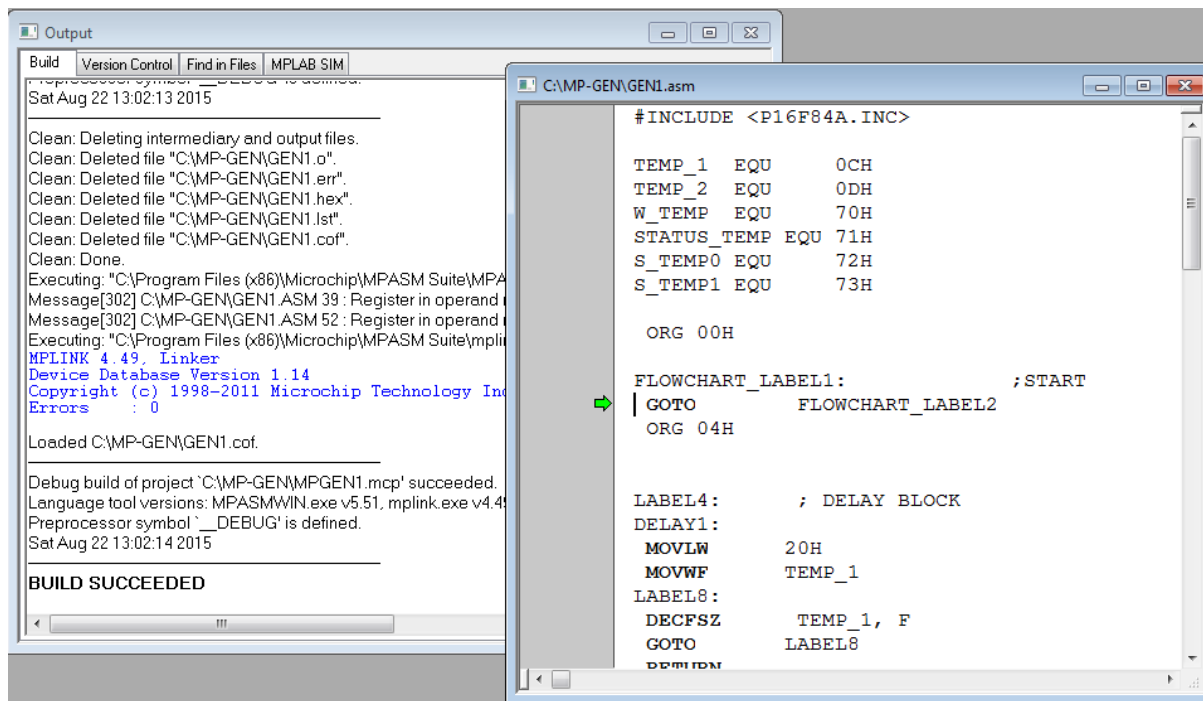 Output
Build Version Control Find in Files MPLAB SIM
Preprocessor symbol `__DEBUG' is defined.
Sat Aug 22 13:02:13 2015
Clean: Deleting intermediary and output files.
Clean: Deleted file "C:\MP-GEN\GEN1.o".
Clean: Deleted file "C:\MP-GEN\GEN1.err".
Clean: Deleted file "C:\MP-GEN\GEN1.hex".
Clean: Deleted file "C:\MP-GEN\GEN1.lst".
Clean: Deleted file "C:\MP-GEN\GEN1.cof".
Clean: Done.
Executing: "C:\Program Files (x86)\Microchip\MPASM Suite\MPA
Message[302] C:\MP-GEN\GEN1.ASM 39 : Register in operand
Message[302] C:\MP-GEN\GEN1.ASM 52 : Register in operand
Executing: "C:\Program Files (x86)\Microchip\MPASM Suite\mpli
MPLINK 4.49, Linker
Device Database Version 1.14
Copyright (c) 1998-2011 Microchip Technology Inc
Errors : 0
Loaded C:\MP-GEN\GEN1.cof.
Debug build of project `C:\MP-GEN\MPGEN1.mcp' succeeded.
Language tool versions: MPASMWIN.exe v5.51, mplink.exe v4.49
Preprocessor symbol `__DEBUG' is defined.
Sat Aug 22 13:02:14 2015
BUILD SUCCEEDED
C:\MP-GEN\GEN1.asm
#INCLUDE <P16F84A.INC>
TEMP_1 EQU 0CH
TEMP_2 EQU 0DH
W_TEMP EQU 70H
STATUS_TEMP EQU 71H
S_TEMP0 EQU 72H
S_TEMP1 EQU 73H
ORG 00H
FLOWCHART_LABEL1: ;START
GOTO FLOWCHART_LABEL2
ORG 04H
LABEL4: ; DELAY BLOCK
DELAY1:
MOVLW 20H
MOVWF TEMP_1
LABEL8:
DECFSZ TEMP_1, F
GOTO LABEL8
RETURN